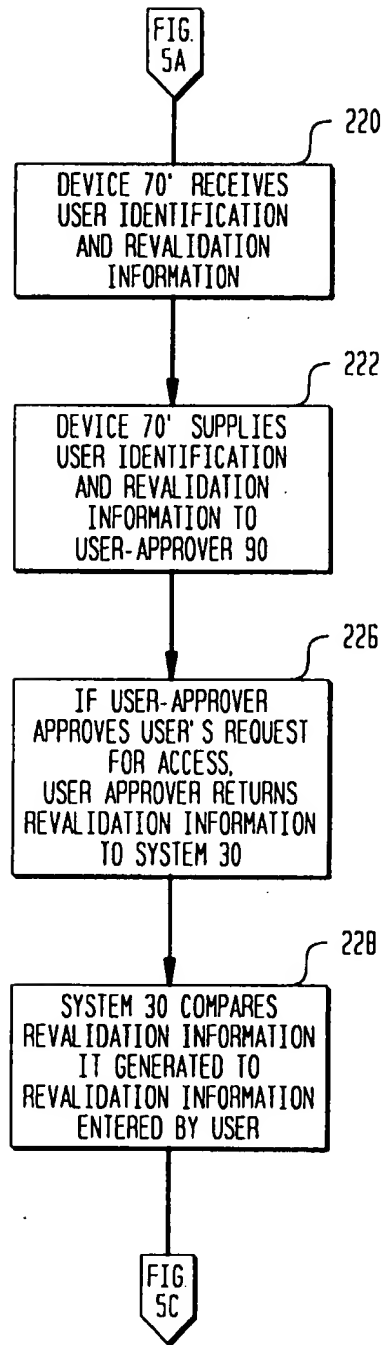 FIG.
5A
220
DEVICE 70' RECEIVES
USER IDENTIFICATION
AND REVALIDATION
INFORMATION
222
DEVICE 70' SUPPLIES
USER IDENTIFICATION
AND REVALIDATION
INFORMATION TO
USER-APPROVER 90
226
IF USER-APPROVER
APPROVES USER'S REQUEST
FOR ACCESS,
USER APPROVER RETURNS
REVALIDATION INFORMATION
TO SYSTEM 30
228
SYSTEM 30 COMPARES
REVALIDATION INFORMATION
IT GENERATED TO
REVALIDATION INFORMATION
ENTERED BY USER
FIG.
5C